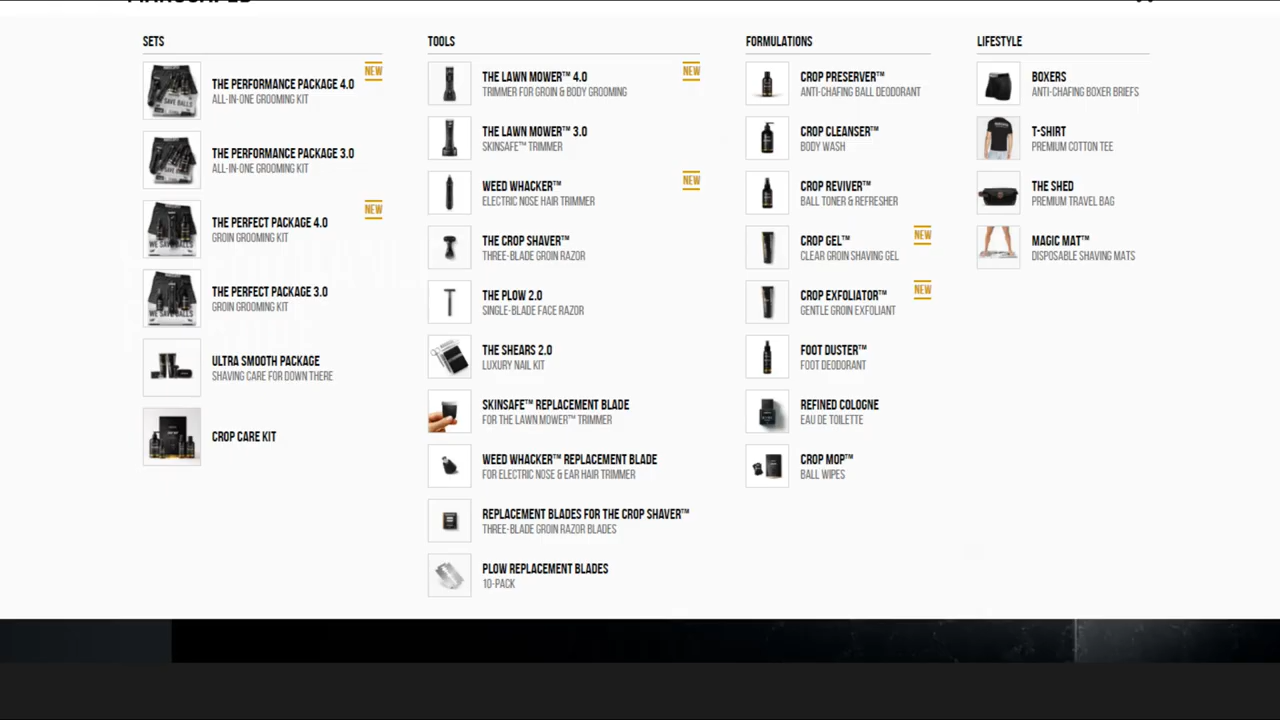 SETS
THE PERFORMANCE PACKAGE 4.0
NEW
ALL-IN-ONE GROOMING KIT
THE PERFORMANCE PACKAGE 3.0
ALL-IN-ONE GROOMING KIT
THE PERFECT PACKAGE 4.0
NEW
GROIN GROOMING KIT
THE PERFECT PACKAGE 3.0
GROIN GROOMING KIT
ULTRA SMOOTH PACKAGE
SHAVING CARE FOR DOWN THERE
CROP CARE KIT
TOOLS
THE LAWN MOWER™ 4.0
NEW
TRIMMER FOR GROIN & BODY GROOMING
THE LAWN MOWER™ 3.0
SKINSAFE™ TRIMMER
WEED WHACKER™
NEW
ELECTRIC NOSE HAIR TRIMMER
THE CROP SHAVER™
THREE-BLADE GROIN RAZOR
THE PLOW 2.0
SINGLE-BLADE FACE RAZOR
THE SHEARS 2.0
LUXURY NAIL KIT
SKINSAFE™ REPLACEMENT BLADE
FOR THE LAWN MOWER™ TRIMMER
WEED WHACKER™ REPLACEMENT BLADE
FOR ELECTRIC NOSE & EAR HAIR TRIMMER
REPLACEMENT BLADES FOR THE CROP SHAVER™
THREE-BLADE GROIN RAZOR BLADES
PLOW REPLACEMENT BLADES
10-PACK
FORMULATIONS
CROP PRESERVER™
ANTI-CHAFING BALL DEODORANT
CROP CLEANSER™
BODY WASH
CROP REVIVER™
BALL TONER & REFRESHER
CROP GEL™
NEW
CLEAR GROIN SHAVING GEL
CROP EXFOLIATOR™
NEW
GENTLE GROIN EXFOLIANT
FOOT DUSTER™
FOOT DEODORANT
REFINED COLOGNE
EAU DE TOILETTE
CROP MOP™
BALL WIPES
LIFESTYLE
BOXERS
ANTI-CHAFING BOXER BRIEFS
T-SHIRT
PREMIUM COTTON TEE
THE SHED
PREMIUM TRAVEL BAG
MAGIC MAT™
DISPOSABLE SHAVING MATS